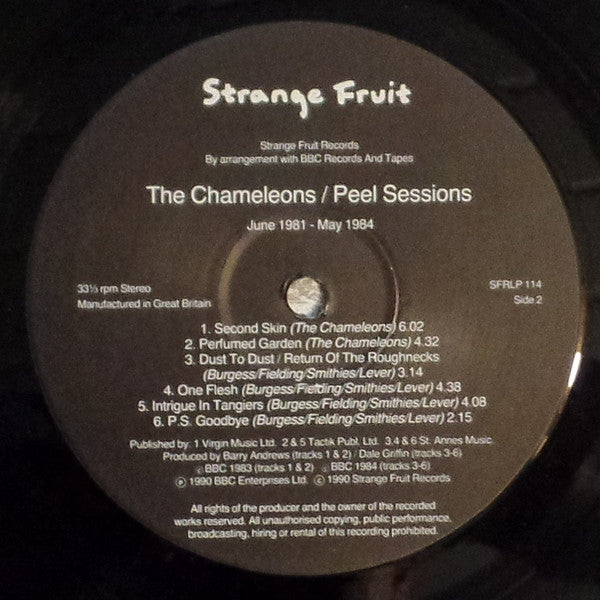 Strange Fruit
Strange Fruit Records
By arrangement with BBC Records And Tapes
The Chameleons / Peel Sessions
June 1981 - May 1984
33⅓ rpm Stereo
Manufactured in Great Britain
SFRLP 114
Side 2
1. Second Skin (The Chameleons) 6.02
2. Perfumed Garden (The Chameleons) 4.32
3. Dust To Dust / Return Of The Roughnecks
(Burgess/Fielding/Smithies/Lever) 3.14
4. One Flesh (Burgess/Fielding/Smithies/Lever) 4.38
5. Intrigue In Tangiers (Burgess/Fielding/Smithies/Lever) 4.08
6. P.S. Goodbye (Burgess/Fielding/Smithies/Lever) 2:15
Published by: 1 Virgin Music Ltd. 2 & 5 Tactik Publ. Ltd. 3,4 & 6 St. Annes Music
Produced by Barry Andrews (tracks 1 & 2) / Dale Griffin (tracks 3-6)
©BBC 1983 (tracks 1 & 2) ©BBC 1984 (tracks 3-6)
℗ 1990 BBC Enterprises Ltd. © 1990 Strange Fruit Records
All rights of the producer and the owner of the recorded
works reserved. All unauthorised copying, public performance,
broadcasting, hiring or rental of this recording prohibited.